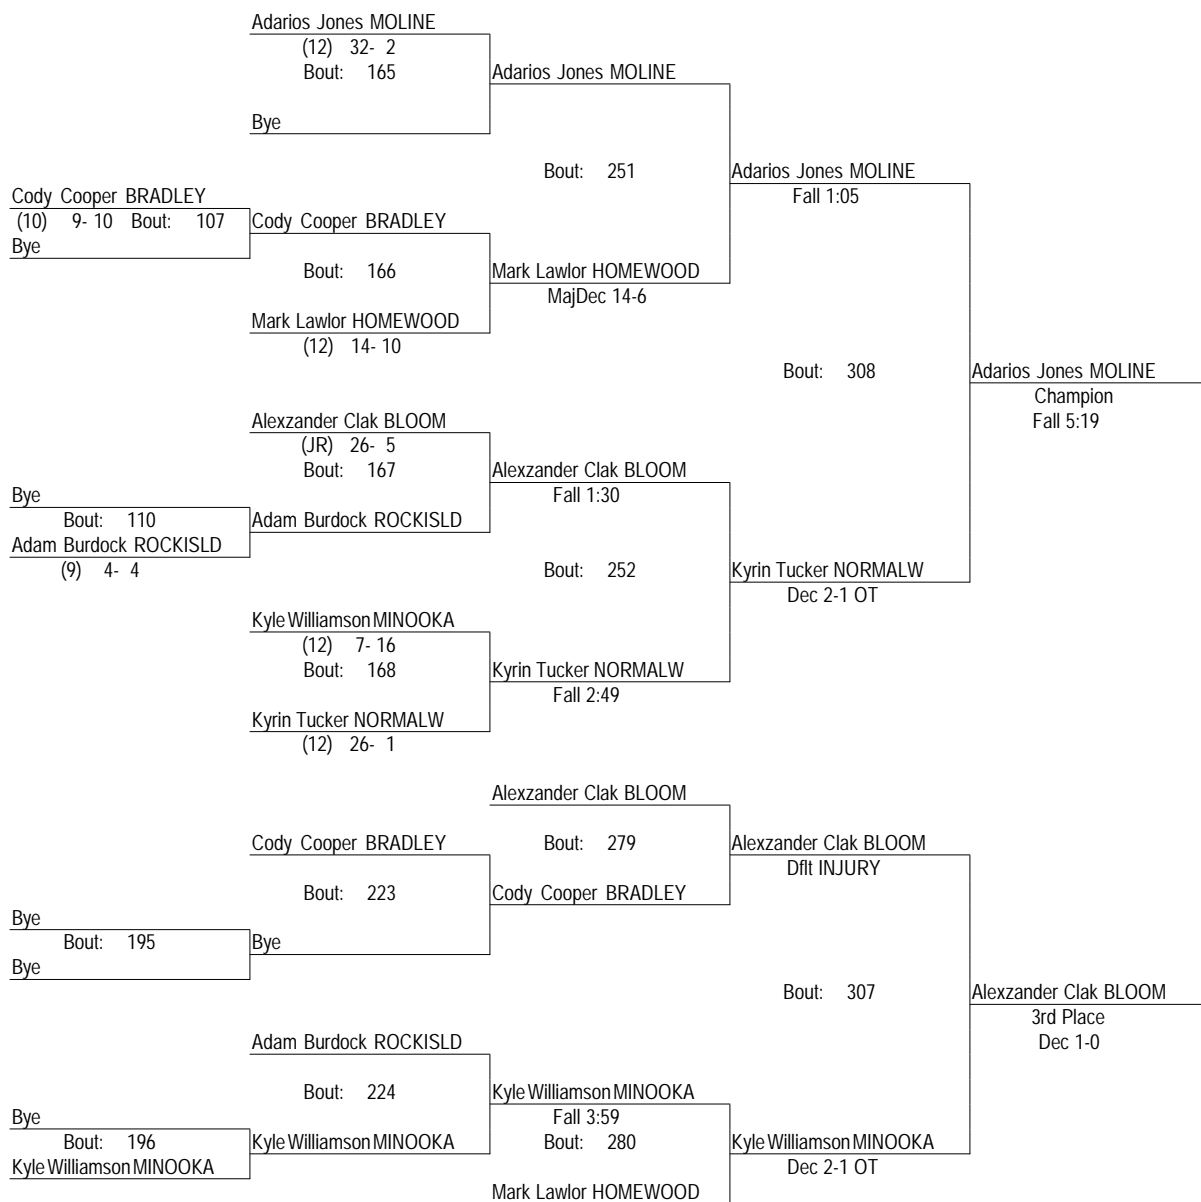 Adarios Jones MOLINE
(12) 32- 2
Bout: 165
Adarios Jones MOLINE
Bye
Bout: 251
Adarios Jones MOLINE
Fall 1:05
Cody Cooper BRADLEY
(10) 9- 10 Bout: 107
Cody Cooper BRADLEY
Bye
Bout: 166
Mark Lawlor HOMEWOOD
MajDec 14-6
Mark Lawlor HOMEWOOD
(12) 14- 10
Bout: 308
Adarios Jones MOLINE
Champion
Fall 5:19
Alexzander Clak BLOOM
(JR) 26- 5
Bout: 167
Alexzander Clak BLOOM
Fall 1:30
Bye
Bout: 110
Adam Burdock ROCKISLD
Adam Burdock ROCKISLD
(9) 4- 4
Bout: 252
Kyrin Tucker NORMALW
Dec 2-1 OT
Kyle Williamson MINOOKA
(12) 7- 16
Bout: 168
Kyrin Tucker NORMALW
Fall 2:49
Kyrin Tucker NORMALW
(12) 26- 1
Alexzander Clak BLOOM
Cody Cooper BRADLEY
Bout: 279
Alexzander Clak BLOOM
Dflt INJURY
Bout: 223
Cody Cooper BRADLEY
Bye
Bout: 195
Bye
Bye
Bout: 307
Alexzander Clak BLOOM
3rd Place
Dec 1-0
Adam Burdock ROCKISLD
Bout: 224
Kyle Williamson MINOOKA
Fall 3:59
Bye
Bout: 196
Kyle Williamson MINOOKA
Bout: 280
Kyle Williamson MINOOKA
Dec 2-1 OT
Kyle Williamson MINOOKA
Mark Lawlor HOMEWOOD